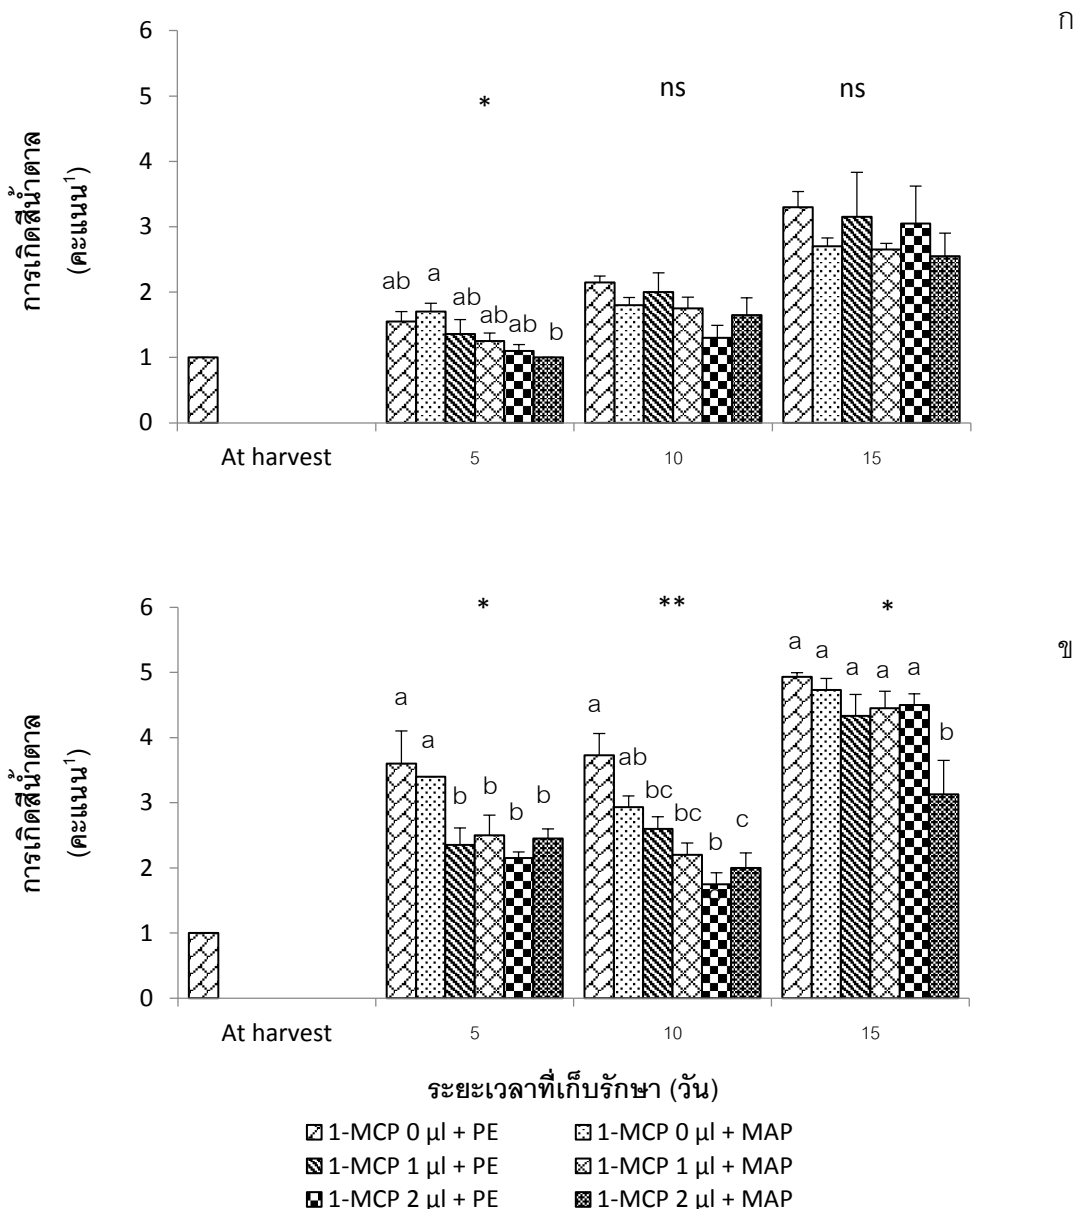 ก
6
5
4
3
2
1
0
การเกิดสีน้ำตาล
(คะแนน¹)
* ns ns
ab a ab ab ab b
At harvest 5 10 15
ข
6
5
4
3
2
1
0
การเกิดสีน้ำตาล
(คะแนน¹)
* ** *
a a b b b b
a ab bc bc b c
a a a a a b
At harvest 5 10 15
ระยะเวลาที่เก็บรักษา (วัน)
1-MCP 0 µl + PE 1-MCP 0 µl + MAP
1-MCP 1 µl + PE 1-MCP 1 µl + MAP
1-MCP 2 µl + PE 1-MCP 2 µl + MAP